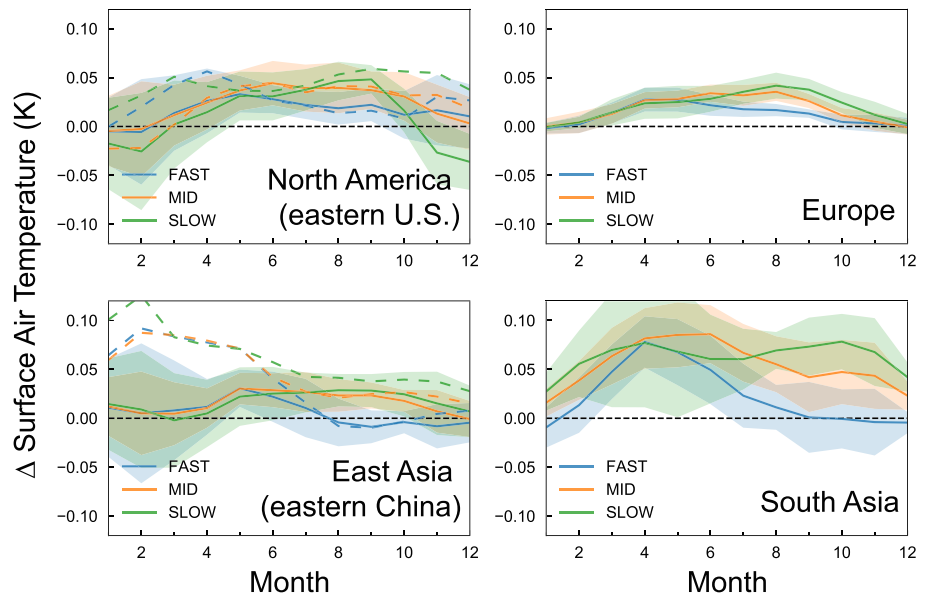 Δ Surface Air Temperature (K)
0.10
0.05
0.00
−0.05
−0.10
FAST
MID
SLOW
North America
(eastern U.S.)
2
4
6
8
10
12
0.10
0.05
0.00
−0.05
−0.10
FAST
MID
SLOW
Europe
2
4
6
8
10
12
0.10
0.05
0.00
−0.05
−0.10
FAST
MID
SLOW
East Asia
(eastern China)
2
4
6
8
10
12
Month
0.10
0.05
0.00
−0.05
−0.10
FAST
MID
SLOW
South Asia
2
4
6
8
10
12
Month